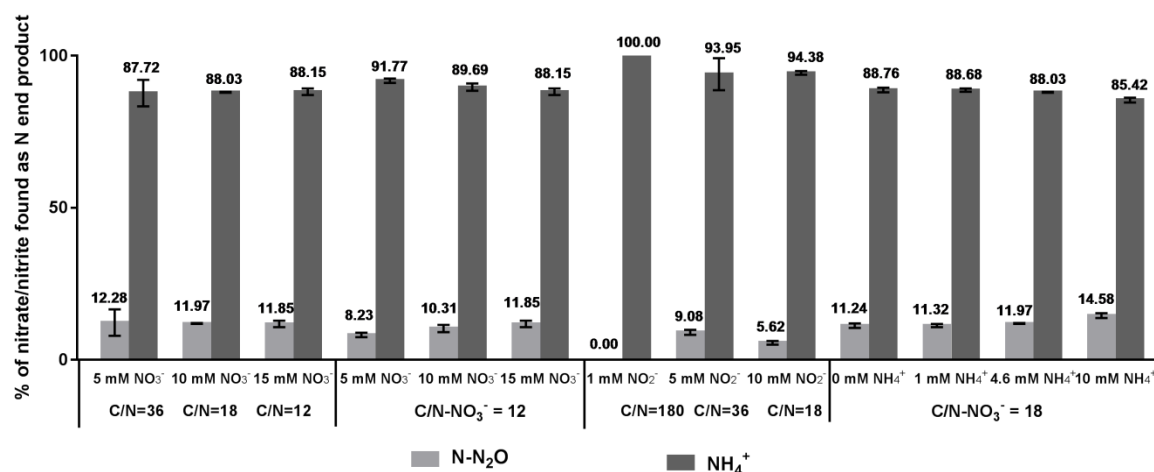 % of nitrate/nitrite found as N end product
100
50
0
12.28 87.72 11.97 88.03 11.85 88.15 8.23 91.77 10.31 89.69 11.85 88.15 0.00 100.00 9.08 93.95 5.62 94.38 11.24 88.76 11.32 88.68 11.97 88.03 14.58 85.42
5 mM NO₃⁻ 10 mM NO₃⁻ 15 mM NO₃⁻ 5 mM NO₃⁻ 10 mM NO₃⁻ 15 mM NO₃⁻ 1 mM NO₂⁻ 5 mM NO₂⁻ 10 mM NO₂⁻ 0 mM NH₄⁺ 1 mM NH₄⁺ 4.6 mM NH₄⁺ 10 mM NH₄⁺
C/N=36 C/N=18 C/N=12 C/N-NO₃⁻ = 12 C/N=180 C/N=36 C/N=18 C/N-NO₃⁻ = 18
N-N₂O NH₄⁺